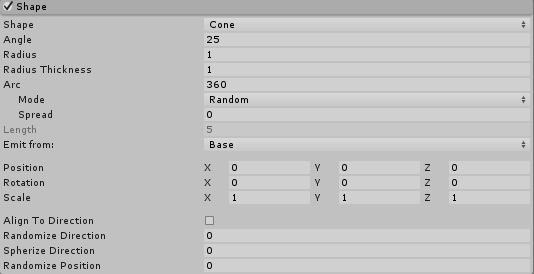 Shape
Shape Cone
Angle 25
Radius 1
Radius Thickness 1
Arc 360
Mode Random
Spread 0
Length 5
Emit from: Base
Position X 0 Y 0 Z 0
Rotation X 0 Y 0 Z 0
Scale X 1 Y 1 Z 1
Align To Direction
Randomize Direction 0
Spherize Direction 0
Randomize Position 0